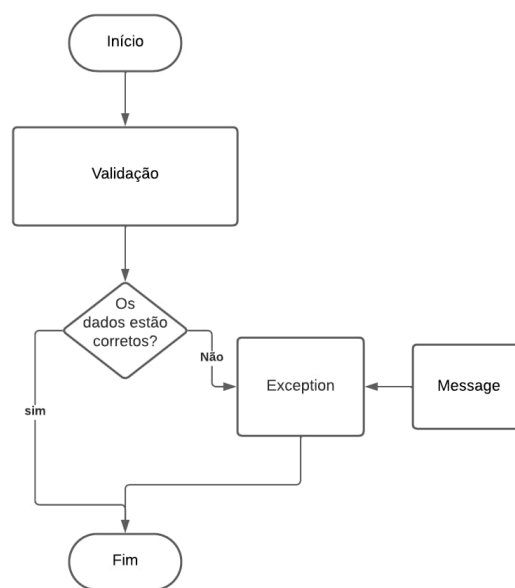 Início
Validação
Os
dados estão
corretos?
Não
Exception
Message
sim
Fim